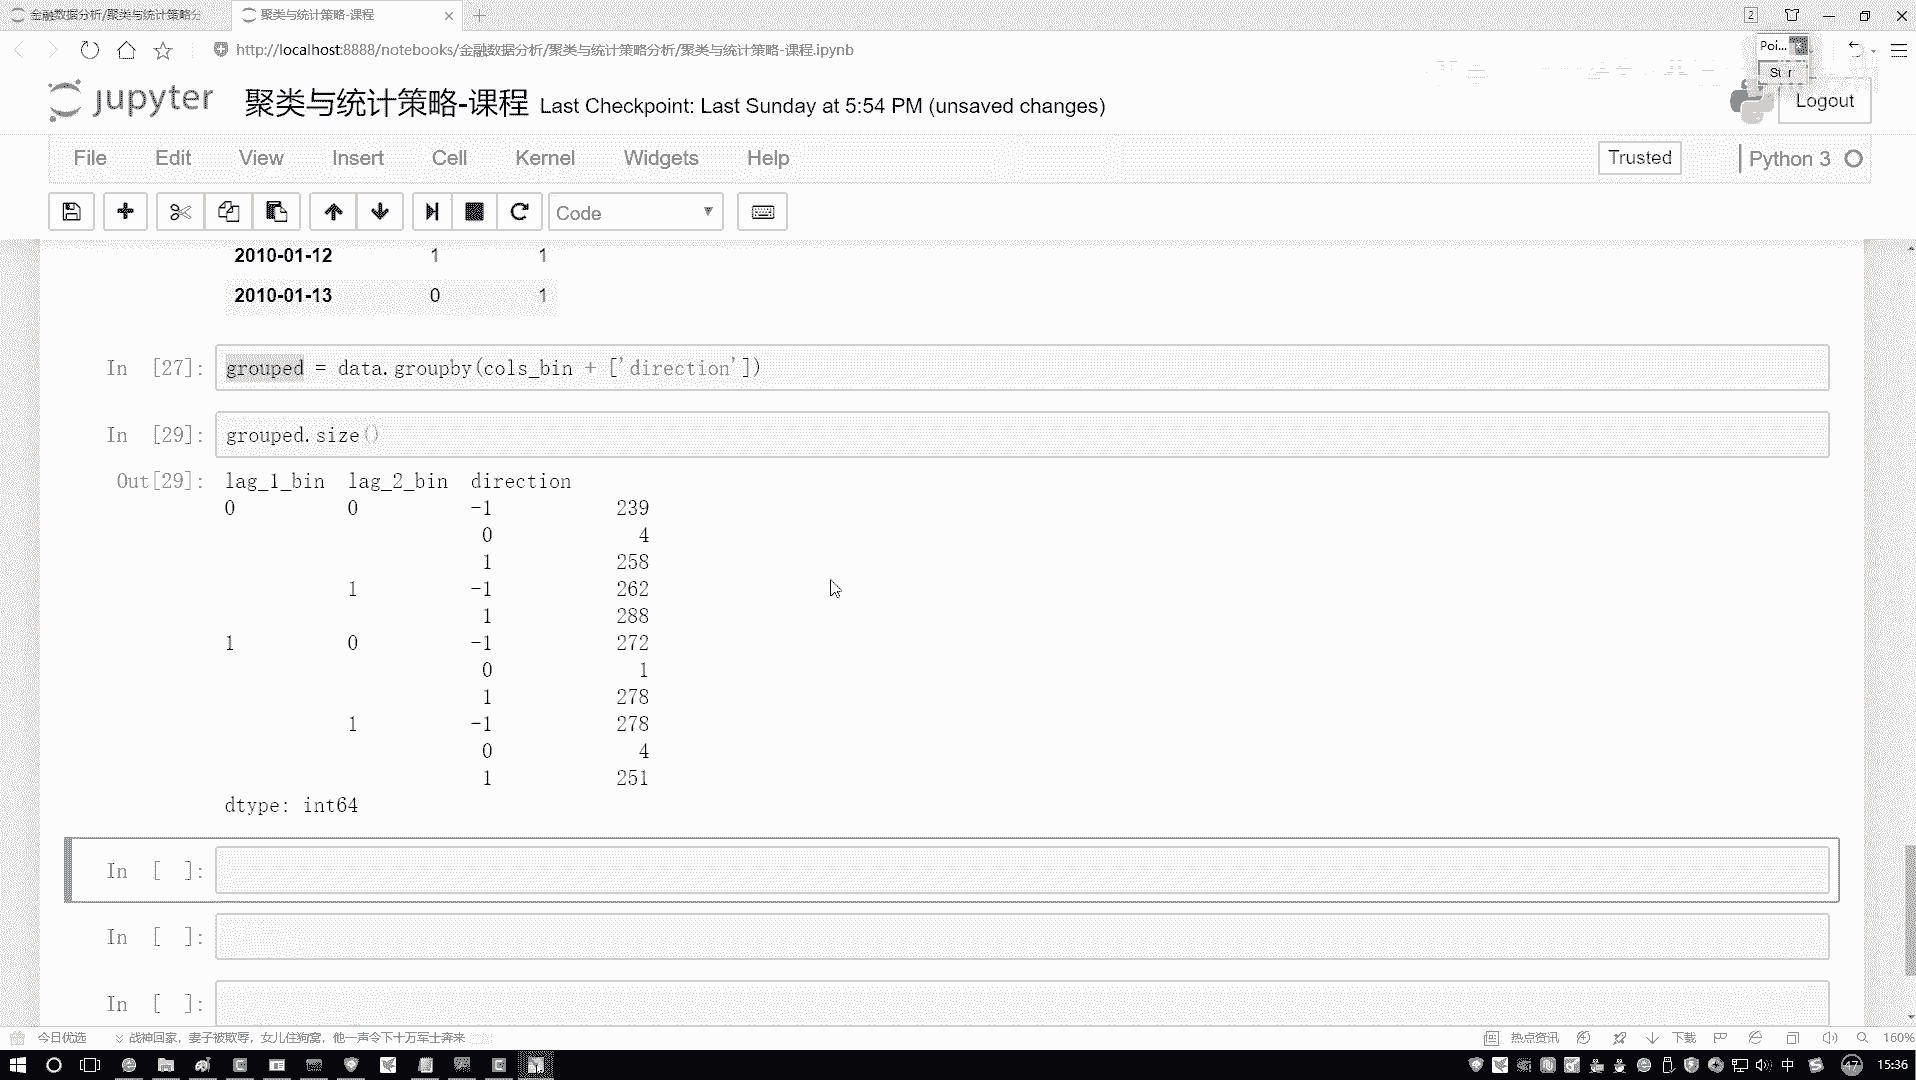 金融数据分析/聚类与统计策略分
聚类与统计策略-课程
2
http://localhost:8888/notebooks/金融数据分析/聚类与统计策略分析/聚类与统计策略-课程.ipynb
Poi...
jupyter 聚类与统计策略-课程 Last Checkpoint: Last Sunday at 5:54 PM (unsaved changes)
Logout
File Edit View Insert Cell Kernel Widgets Help
Trusted Python 3
Code
2010-01-12 1 1
2010-01-13 0 1
In [27]: grouped = data.groupby(cols_bin + ['direction'])
In [29]: grouped.size()
Out[29]: lag_1_bin lag_2_bin direction
0 0 -1 239
0 4
1 258
1 -1 262
1 288
1 0 -1 272
0 1
1 278
1 -1 278
0 4
1 251
dtype: int64
In [ ]:
In [ ]:
In [ ]:
今日优选 战神回家，妻子被欺辱，女儿住狗窝，他一声令下十万军士奔来
热点资讯 下载 160%
中 47 15:36